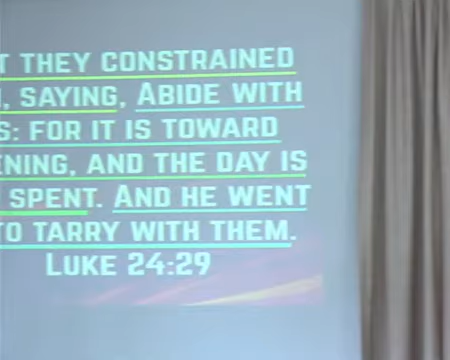 T THEY CONSTRAINED
, SAYING, ABIDE WITH
S: FOR IT IS TOWARD
ENING, AND THE DAY IS
SPENT. AND HE WENT
TO TARRY WITH THEM.
LUKE 24:29